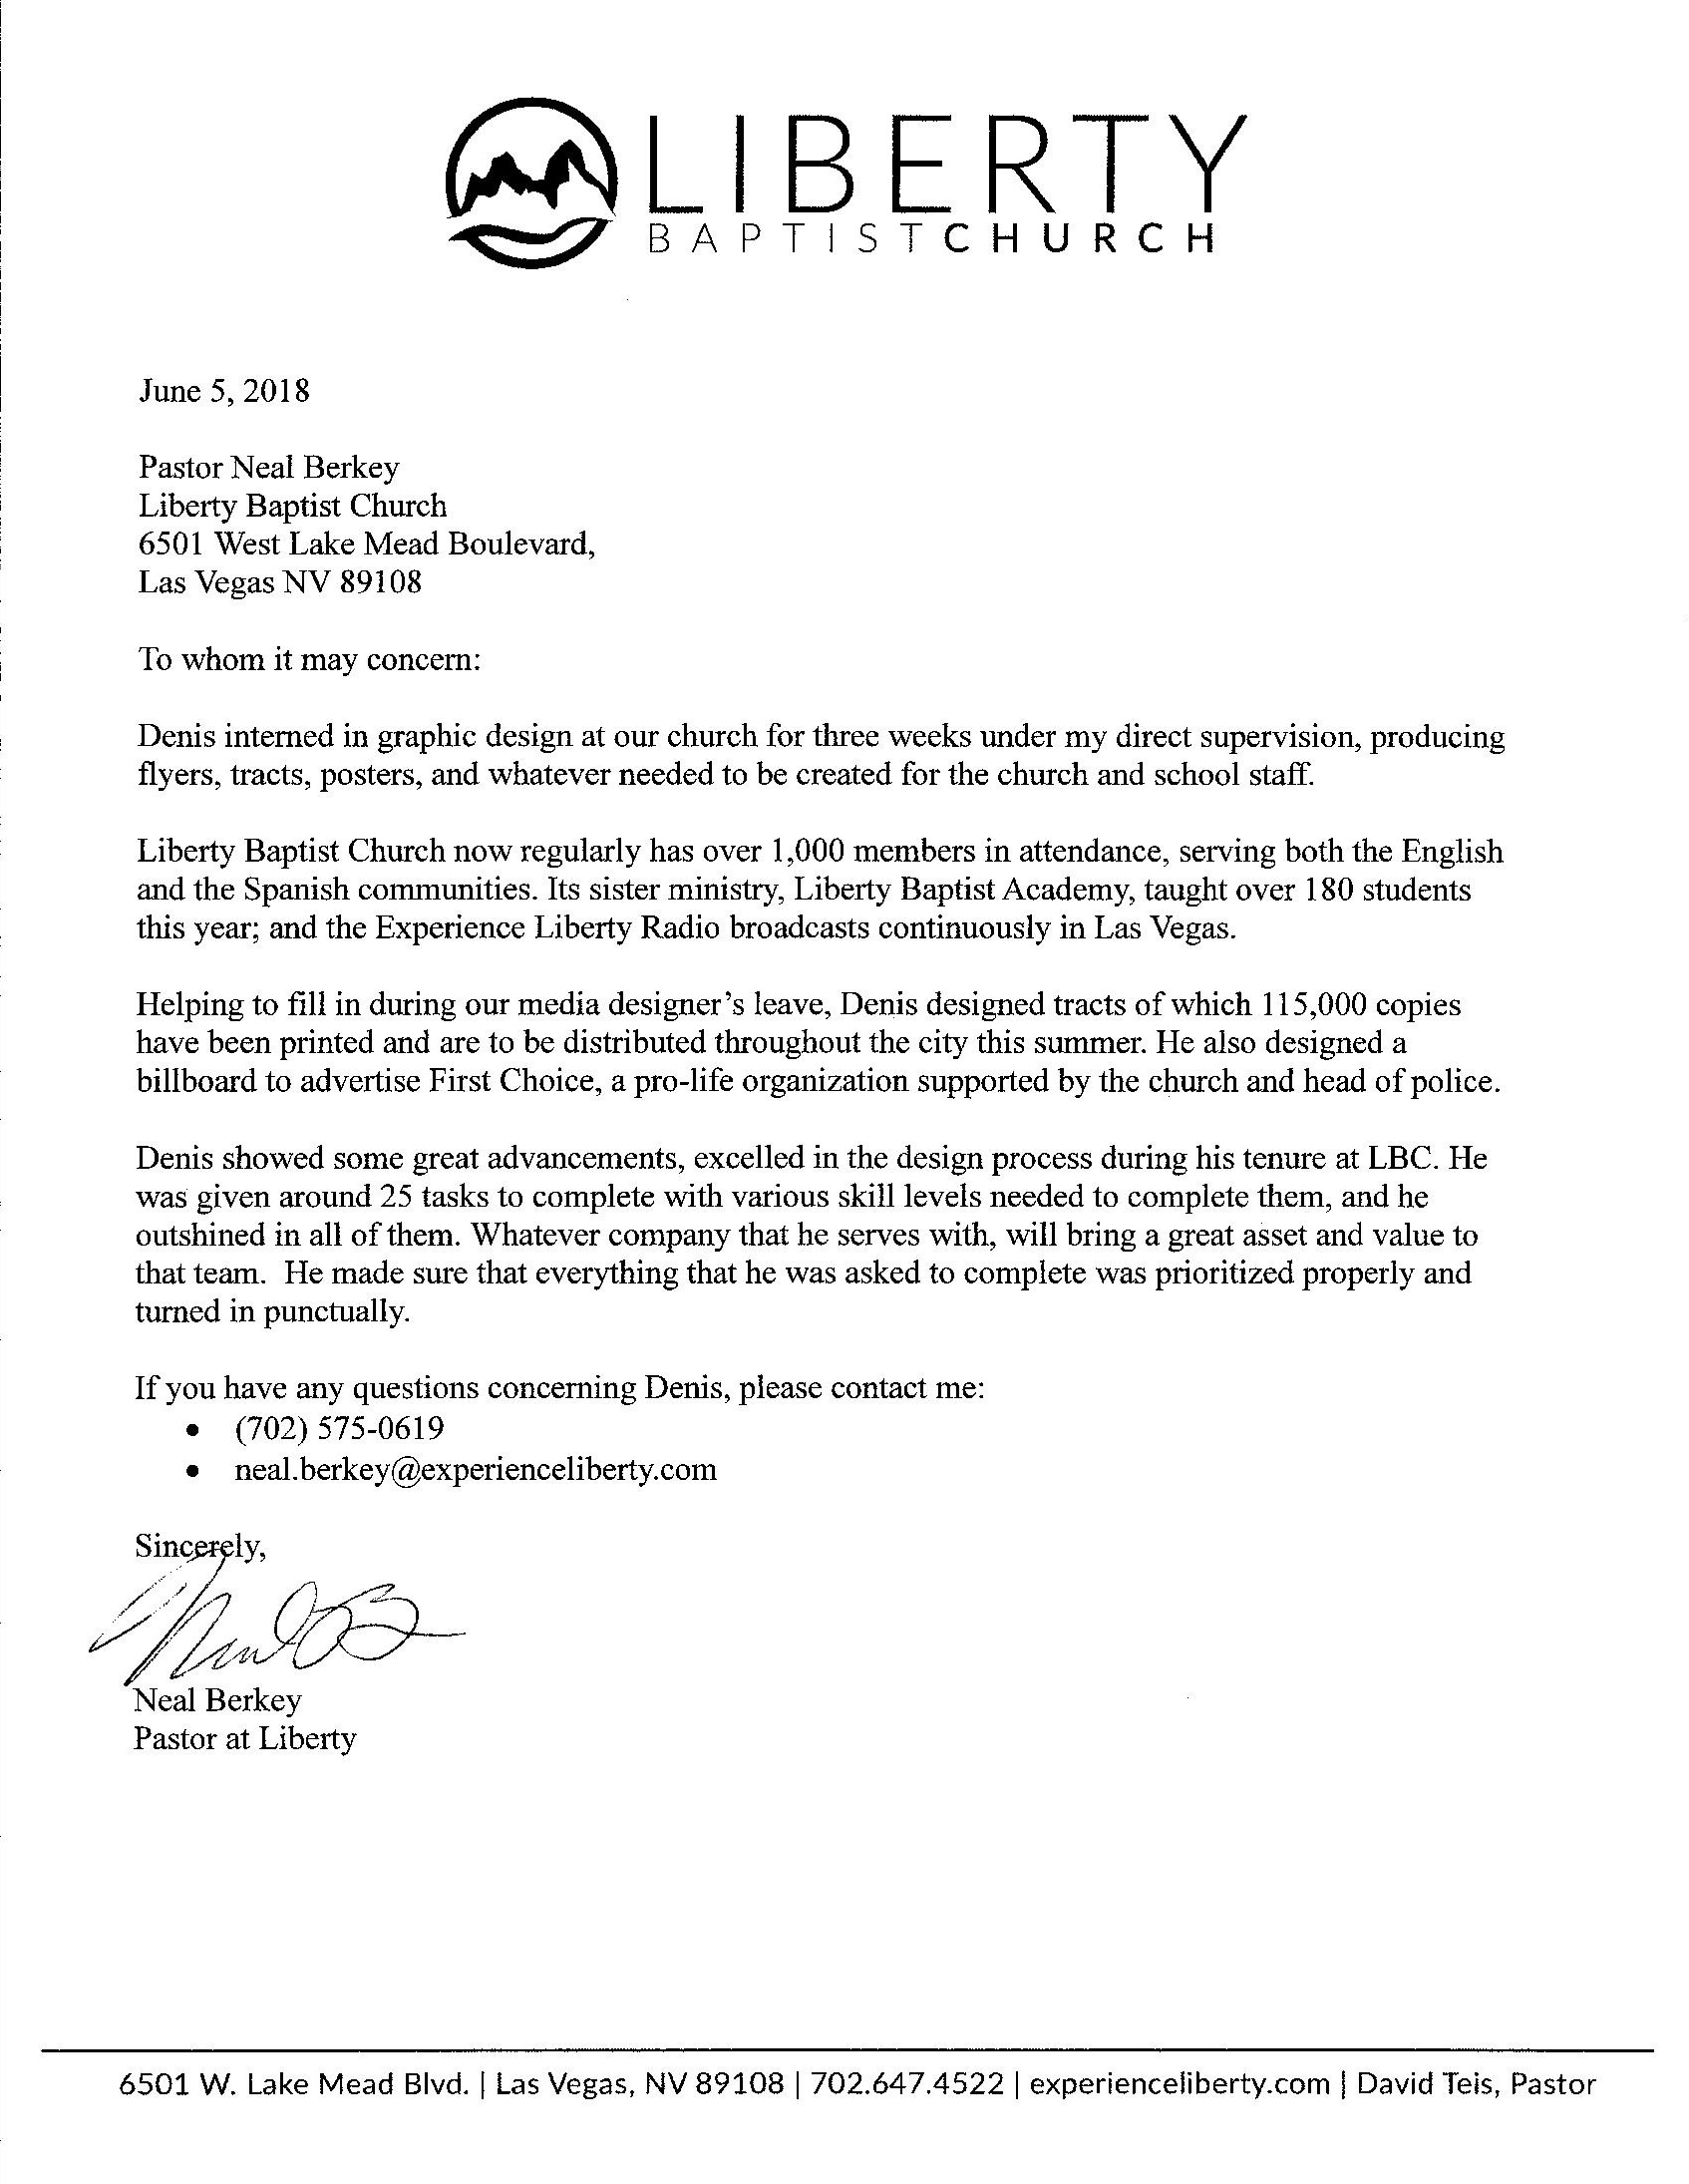 LIBERTY
BAPTISTCHURCH
June 5, 2018
Pastor Neal Berkey
Liberty Baptist Church
6501 West Lake Mead Boulevard,
Las Vegas NV 89108
To whom it may concern:
Denis interned in graphic design at our church for three weeks under my direct supervision, producing
flyers, tracts, posters, and whatever needed to be created for the church and school staff.
Liberty Baptist Church now regularly has over 1,000 members in attendance, serving both the English
and the Spanish communities. Its sister ministry, Liberty Baptist Academy, taught over 180 students
this year; and the Experience Liberty Radio broadcasts continuously in Las Vegas.
Helping to fill in during our media designer’s leave, Denis designed tracts of which 115,000 copies
have been printed and are to be distributed throughout the city this summer. He also designed a
billboard to advertise First Choice, a pro-life organization supported by the church and head of police.
Denis showed some great advancements, excelled in the design process during his tenure at LBC. He
was given around 25 tasks to complete with various skill levels needed to complete them, and he
outshined in all of them. Whatever company that he serves with, will bring a great asset and value to
that team.  He made sure that everything that he was asked to complete was prioritized properly and
turned in punctually.
If you have any questions concerning Denis, please contact me:
• (702) 575-0619
• neal.berkey@experienceliberty.com
Sincerely,
Neal Berkey
Pastor at Liberty
6501 W. Lake Mead Blvd. | Las Vegas, NV 89108 | 702.647.4522 | experienceliberty.com | David Teis, Pastor